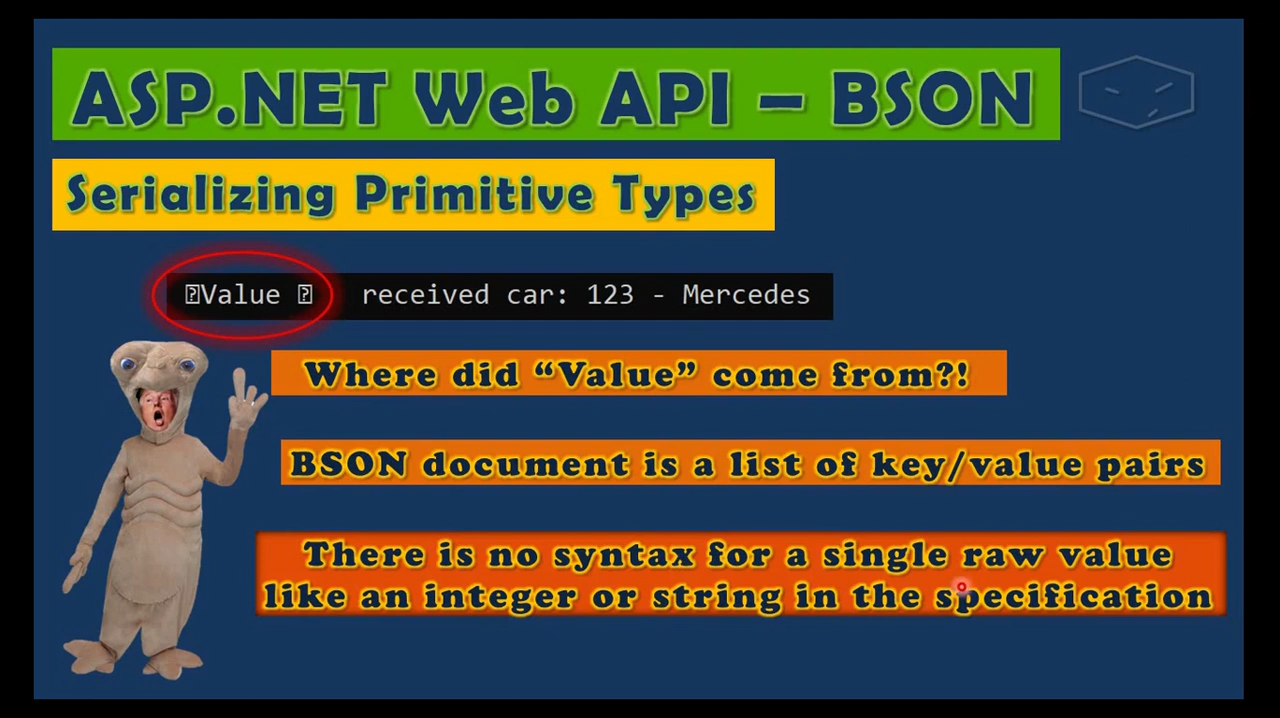 ASP.NET Web API – BSON
Serializing Primitive Types
Value received car: 123 - Mercedes
Where did “Value” come from?!
BSON document is a list of key/value pairs
There is no syntax for a single raw value
like an integer or string in the specification